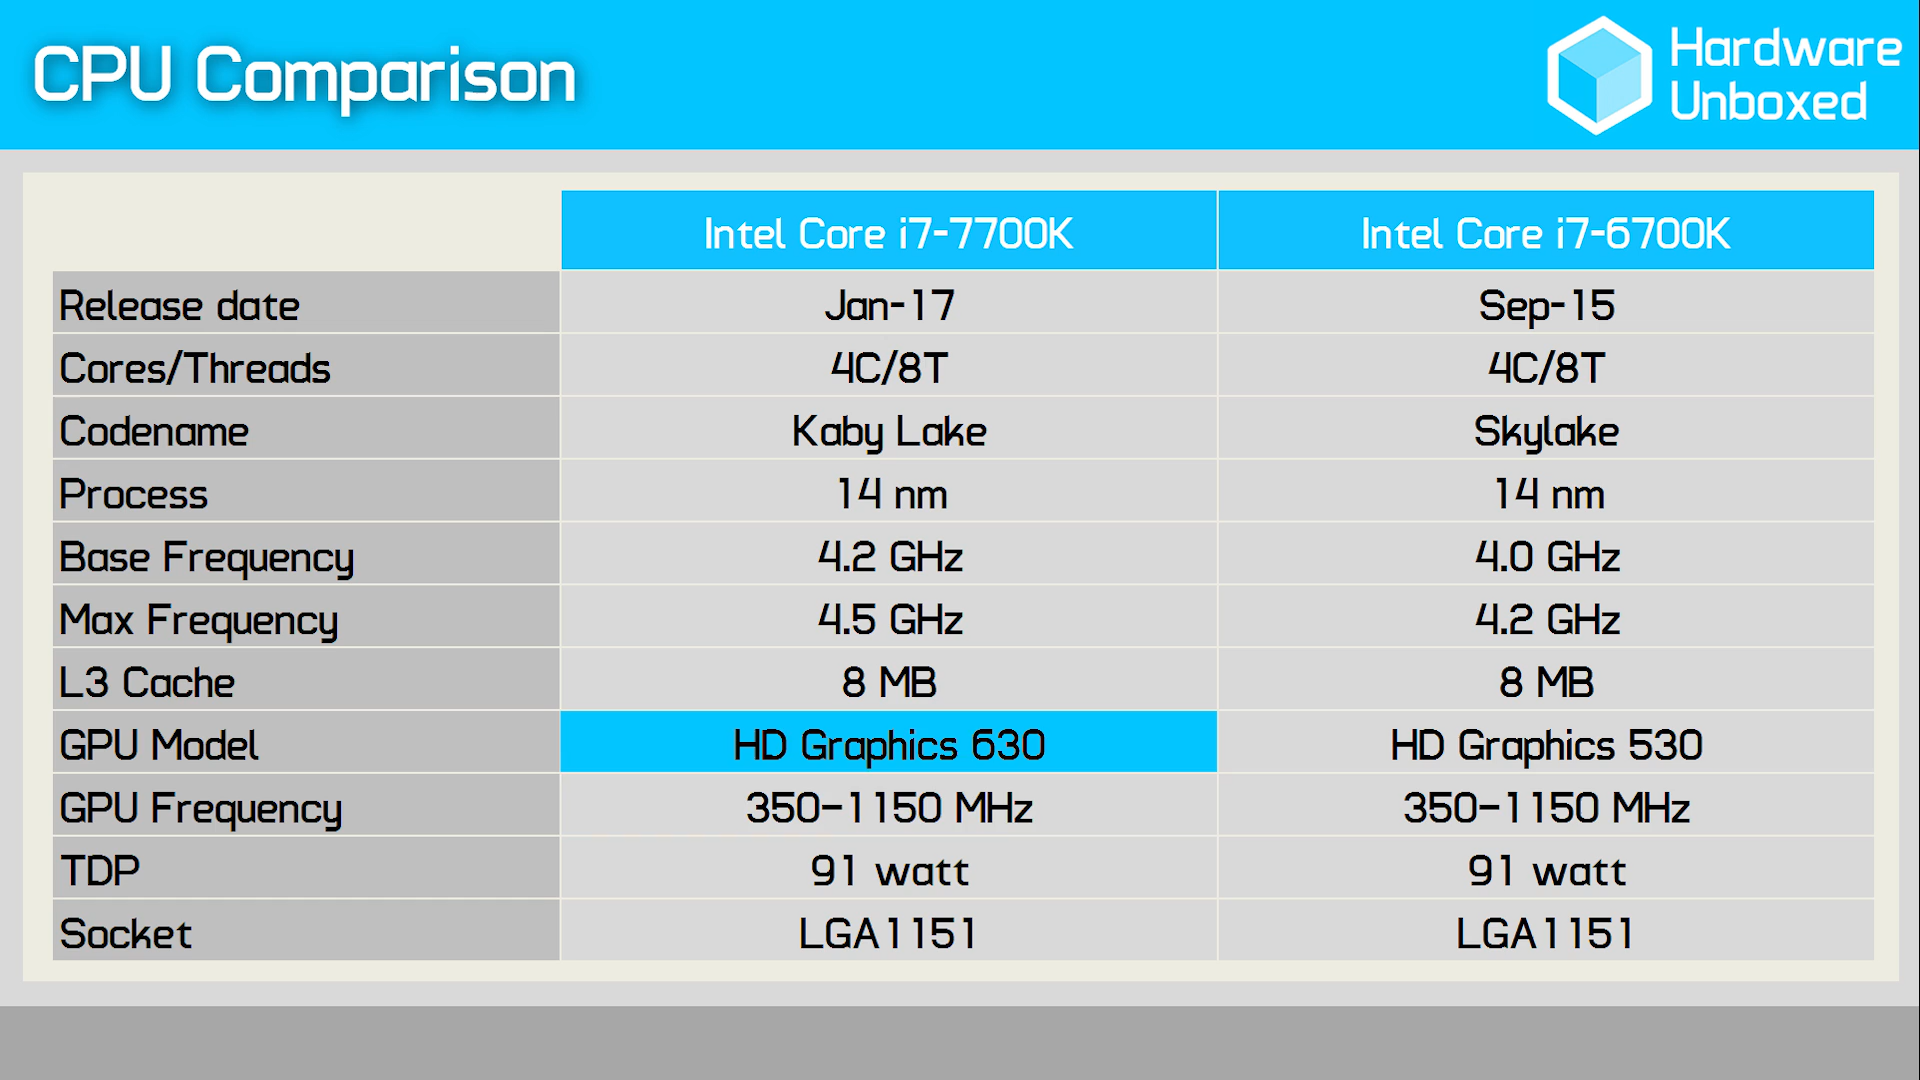 CPU Comparison
Hardware
Unboxed
Intel Core i7-7700K Intel Core i7-6700K
Release date Jan-17 Sep-15
Cores/Threads 4C/8T 4C/8T
Codename Kaby Lake Skylake
Process 14 nm 14 nm
Base Frequency 4.2 GHz 4.0 GHz
Max Frequency 4.5 GHz 4.2 GHz
L3 Cache 8 MB 8 MB
GPU Model HD Graphics 630 HD Graphics 530
GPU Frequency 350–1150 MHz 350–1150 MHz
TDP 91 watt 91 watt
Socket LGA1151 LGA1151